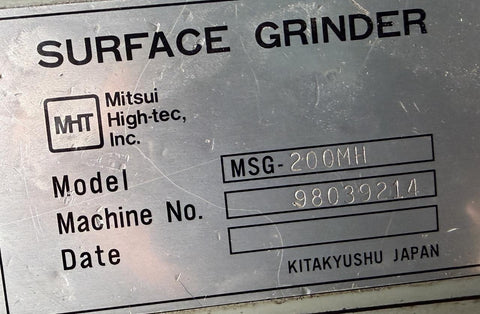 SURFACE GRINDER
MHT
Mitsui
High-tec,
Inc.
Model MSG-200MH
Machine No. 98039214
Date
KITAKYUSHU JAPAN